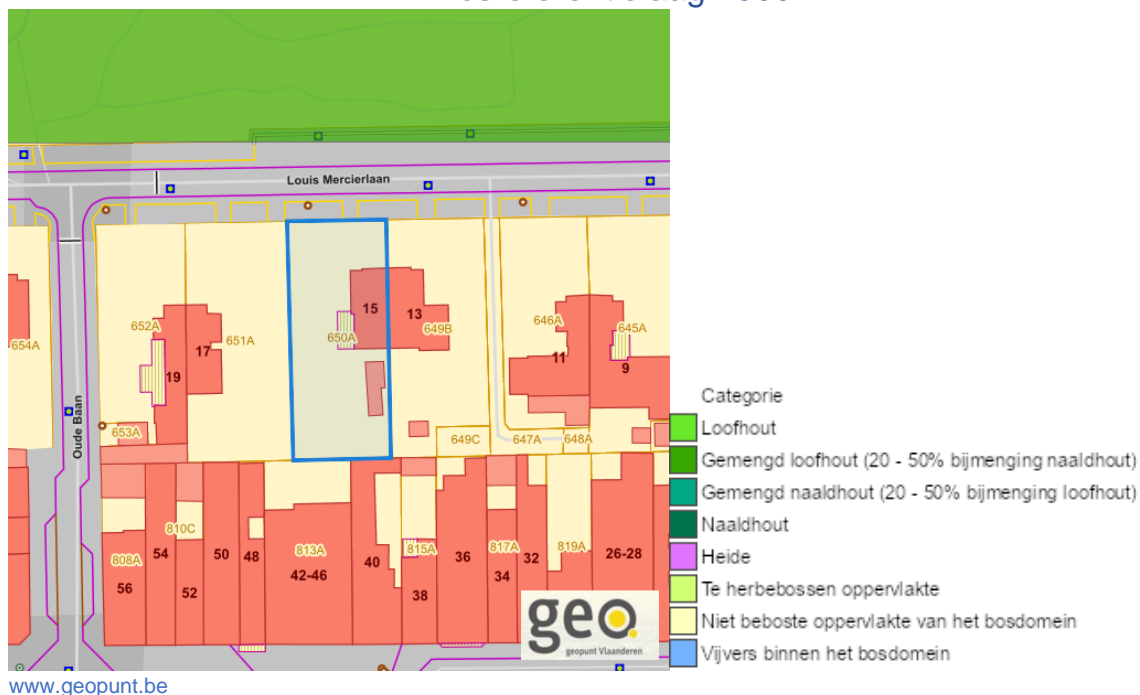 Louis Mercierlaan
Oude Baan
654A
652A
19
17
651A
650A
15
13
649B
646A
11
645A
9
653A
649C
647A
648A
808A
56
54
810C
52
50
48
813A
42-46
40
815A
38
36
817A
34
32
819A
26-28
geo
geopunt Vlaanderen
Categorie
Loofhout
Gemengd loofhout (20 - 50% bijmenging naaldhout)
Gemengd naaldhout (20 - 50% bijmenging loofhout)
Naaldhout
Heide
Te herbebossen oppervlakte
Niet beboste oppervlakte van het bosdomein
Vijvers binnen het bosdomein
www.geopunt.be